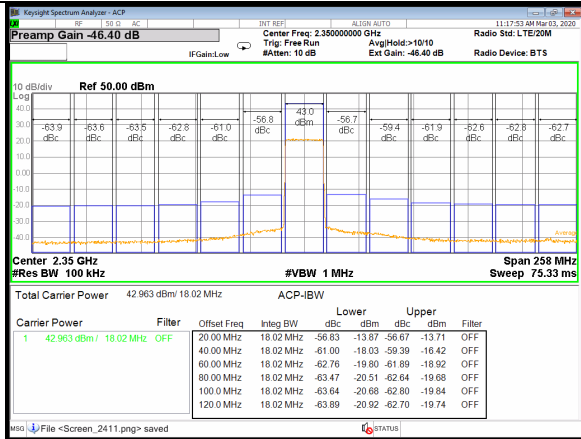 Keysight Spectrum Analyzer - ACP
LXI RF 50 Ω AC INT REF ALIGN AUTO 11:17:53 AM Mar 03, 2020
Preamp Gain -46.40 dB
Center Freq: 2.350000000 GHz Radio Std: LTE/20M
Trig: Free Run Avg|Hold:>10/10
IFGain:Low #Atten: 10 dB Ext Gain: -46.40 dB Radio Device: BTS
10 dB/div Ref 50.00 dBm
Log
40.0
30.0
20.0
10.0
0.00
-10.0
-20.0
-30.0
-40.0
-63.9 -63.6 -63.5 -62.8 -61.0 -56.8 43.0 -56.7 -59.4 -61.9 -62.6 -62.8 -62.7
dBc dBc dBc dBc dBc dBc dBm dBc dBc dBc dBc dBc dBc
Average
Center 2.35 GHz Span 258 MHz
#Res BW 100 kHz #VBW 1 MHz Sweep 75.33 ms
Total Carrier Power 42.963 dBm/ 18.02 MHz ACP-IBW
Lower Upper
Carrier Power Filter Offset Freq Integ BW dBc dBm dBc dBm Filter
1 42.963 dBm / 18.02 MHz OFF 20.00 MHz 18.02 MHz -56.83 -13.87 -56.67 -13.71 OFF
40.00 MHz 18.02 MHz -61.00 -18.03 -59.39 -16.42 OFF
60.00 MHz 18.02 MHz -62.76 -19.80 -61.89 -18.92 OFF
80.00 MHz 18.02 MHz -63.47 -20.51 -62.64 -19.68 OFF
100.0 MHz 18.02 MHz -63.64 -20.68 -62.80 -19.84 OFF
120.0 MHz 18.02 MHz -63.89 -20.92 -62.70 -19.74 OFF
MSG File <Screen_2411.png> saved STATUS